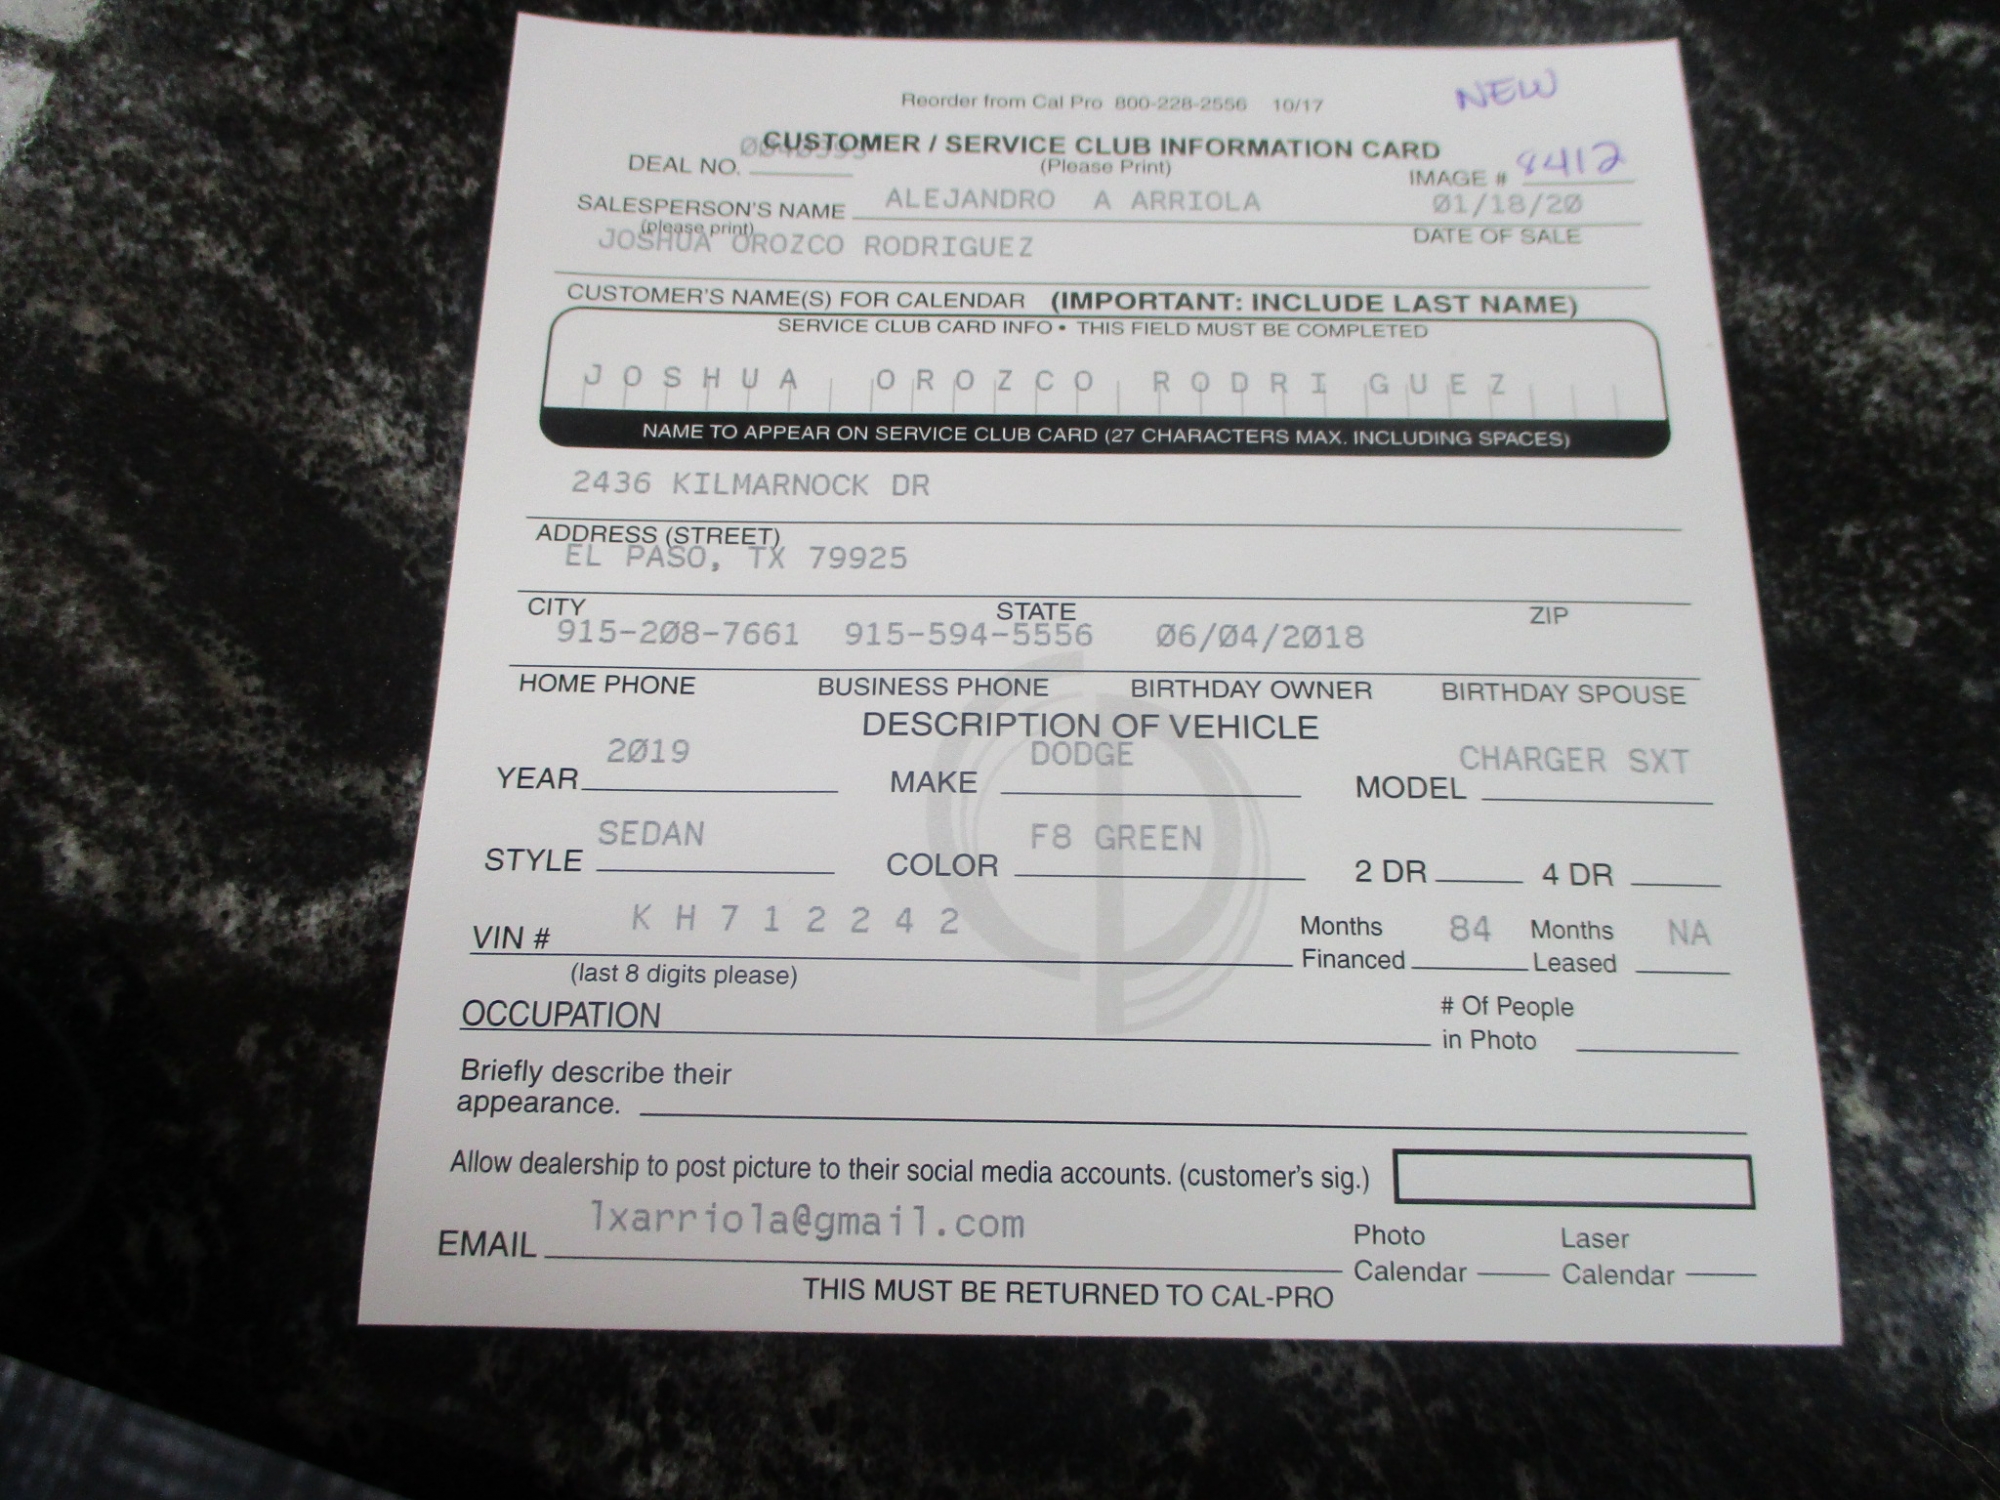 NEW
Reorder from Cal Pro 800-228-2556 10/17
CUSTOMER / SERVICE CLUB INFORMATION CARD
(Please Print)
DEAL NO.
IMAGE # 8412
SALESPERSON'S NAME ALEJANDRO A ARRIOLA 01/18/20
(please print)
DATE OF SALE
JOSHUA OROZCO RODRIGUEZ
CUSTOMER'S NAME(S) FOR CALENDAR (IMPORTANT: INCLUDE LAST NAME)
SERVICE CLUB CARD INFO • THIS FIELD MUST BE COMPLETED
JOSHUA OROZCO RODRIGUEZ
NAME TO APPEAR ON SERVICE CLUB CARD (27 CHARACTERS MAX. INCLUDING SPACES)
2436 KILMARNOCK DR
ADDRESS (STREET)
EL PASO, TX 79925
CITY STATE ZIP
915-208-7661 915-594-5556 06/04/2018
HOME PHONE BUSINESS PHONE BIRTHDAY OWNER BIRTHDAY SPOUSE
DESCRIPTION OF VEHICLE
YEAR 2019 MAKE DODGE MODEL CHARGER SXT
STYLE SEDAN COLOR F8 GREEN 2 DR 4 DR
VIN # KH712242 Months Financed 84 Months Leased NA
(last 8 digits please)
OCCUPATION # Of People in Photo
Briefly describe their
appearance.
Allow dealership to post picture to their social media accounts. (customer's sig.)
EMAIL lxarriola@gmail.com Photo Calendar Laser Calendar
THIS MUST BE RETURNED TO CAL-PRO